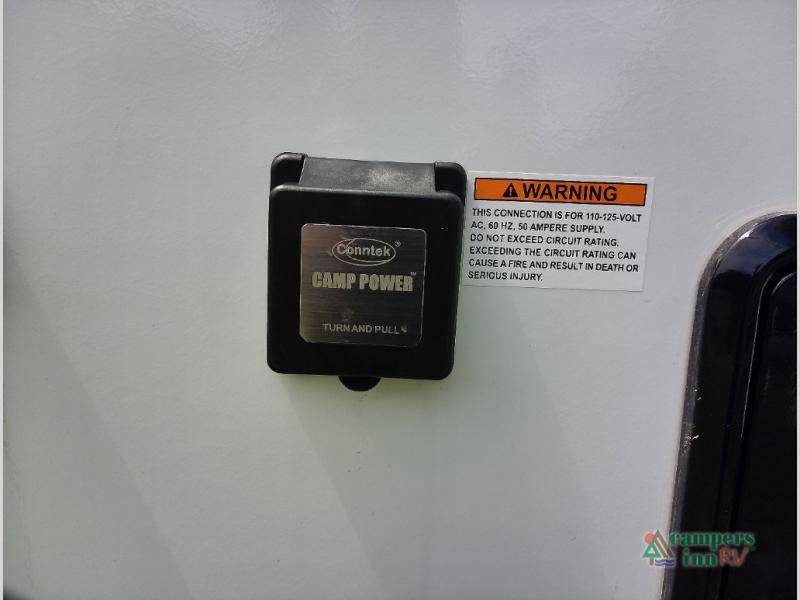 Conntek®
CAMP POWER™
TURN AND PULL
WARNING
THIS CONNECTION IS FOR 110-125-VOLT
AC, 60 HZ, 50 AMPERE SUPPLY.
DO NOT EXCEED CIRCUIT RATING.
EXCEEDING THE CIRCUIT RATING CAN
CAUSE A FIRE AND RESULT IN DEATH OR
SERIOUS INJURY.
campers
inn RV